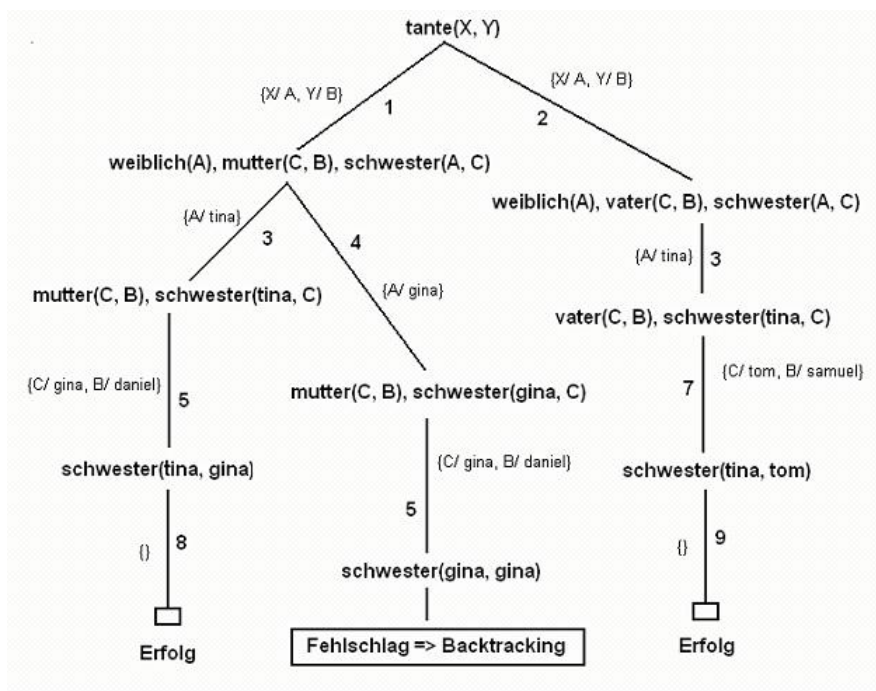 tante(X, Y)
{X/ A, Y/ B}
1
{X/ A, Y/ B}
2
weiblich(A), mutter(C, B), schwester(A, C)
weiblich(A), vater(C, B), schwester(A, C)
{A/ tina}
3
4
{A/ gina}
{A/ tina}
3
mutter(C, B), schwester(tina, C)
vater(C, B), schwester(tina, C)
{C/ gina, B/ daniel}
5
mutter(C, B), schwester(gina, C)
7
{C/ tom, B/ samuel}
schwester(tina, gina)
{C/ gina, B/ daniel}
5
schwester(tina, tom)
{}
8
{}
9
schwester(gina, gina)
Erfolg
Fehlschlag => Backtracking
Erfolg